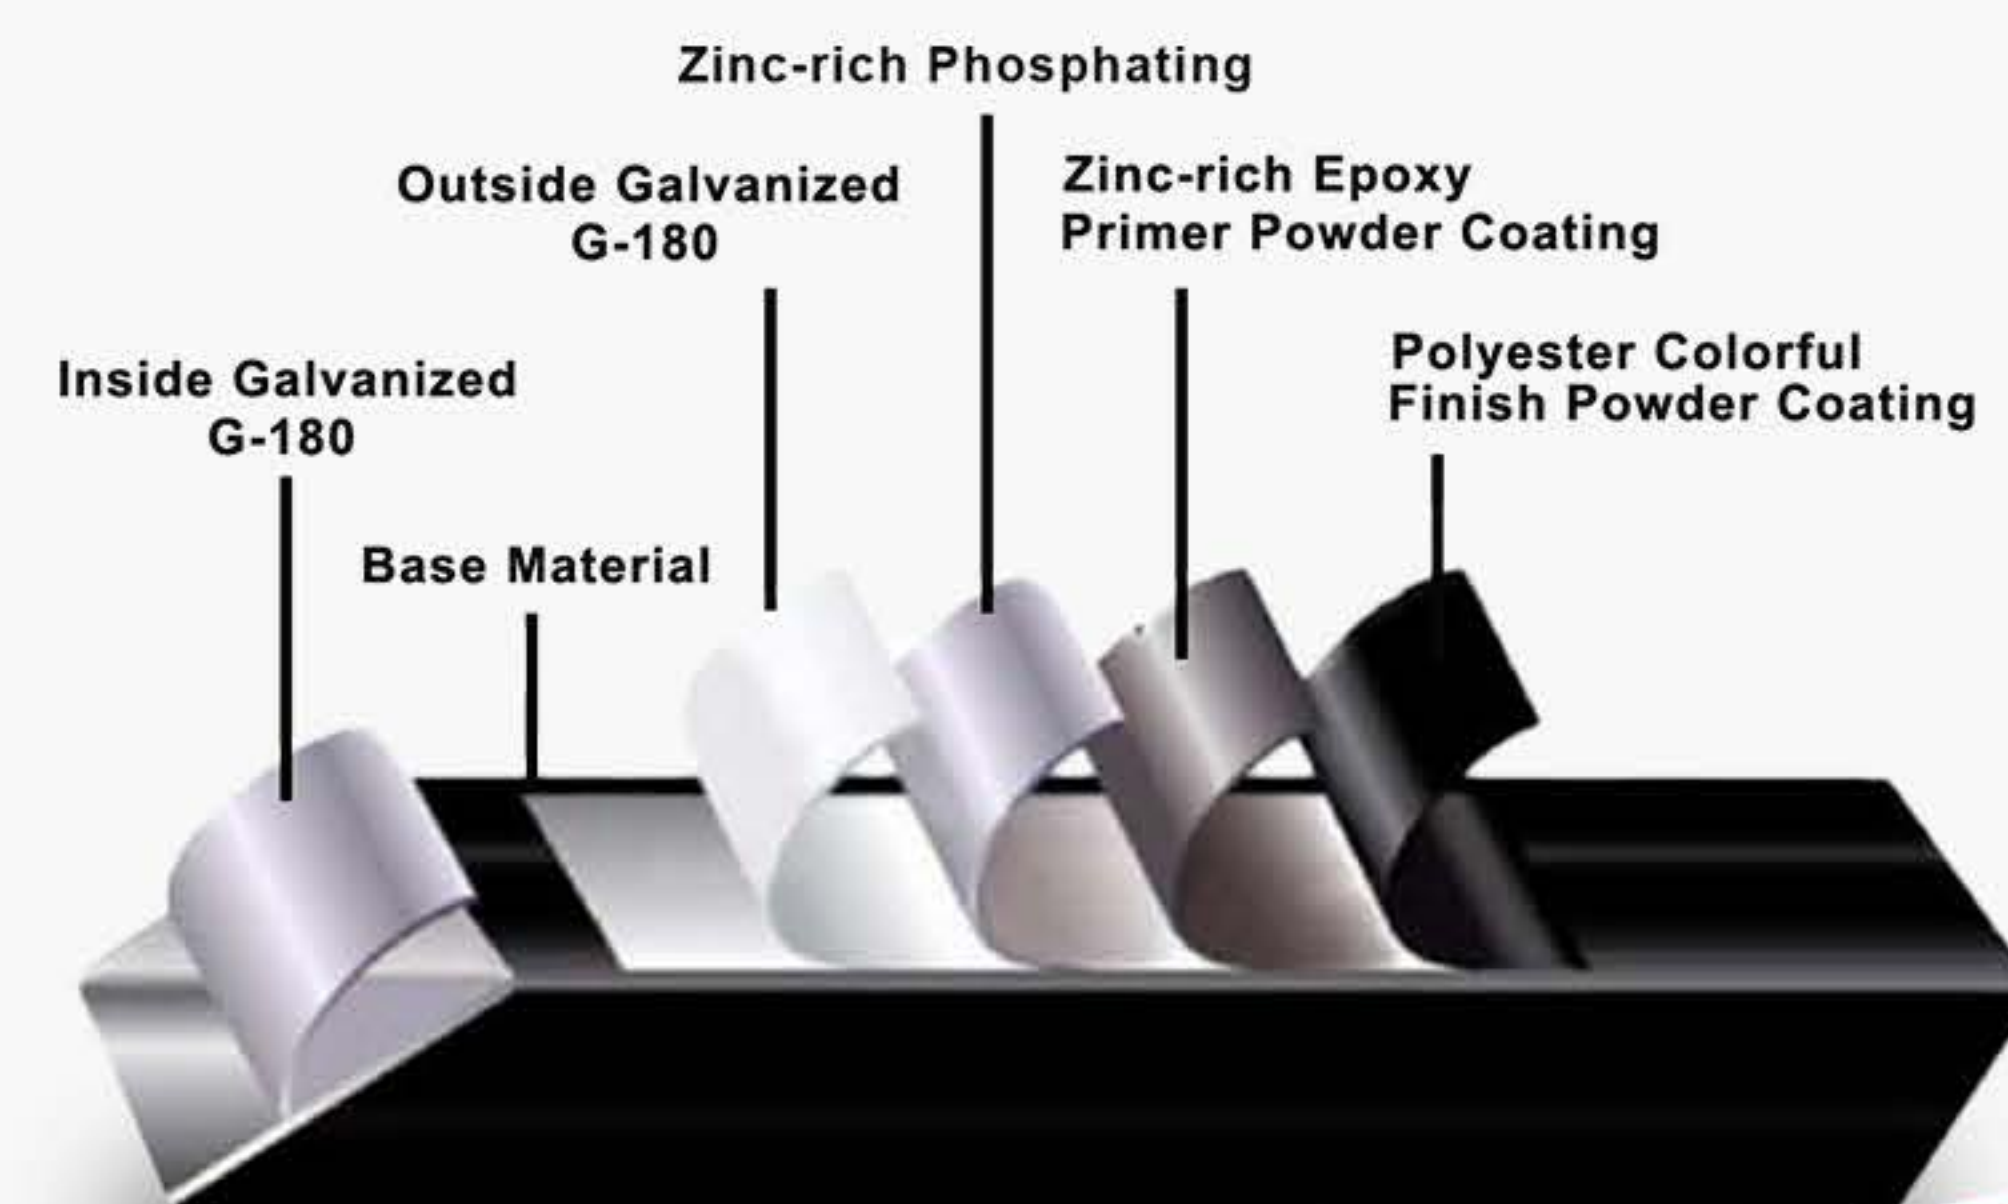 Zinc-rich Phosphating
Outside Galvanized
G-180
Zinc-rich Epoxy
Primer Powder Coating
Inside Galvanized
G-180
Polyester Colorful
Finish Powder Coating
Base Material